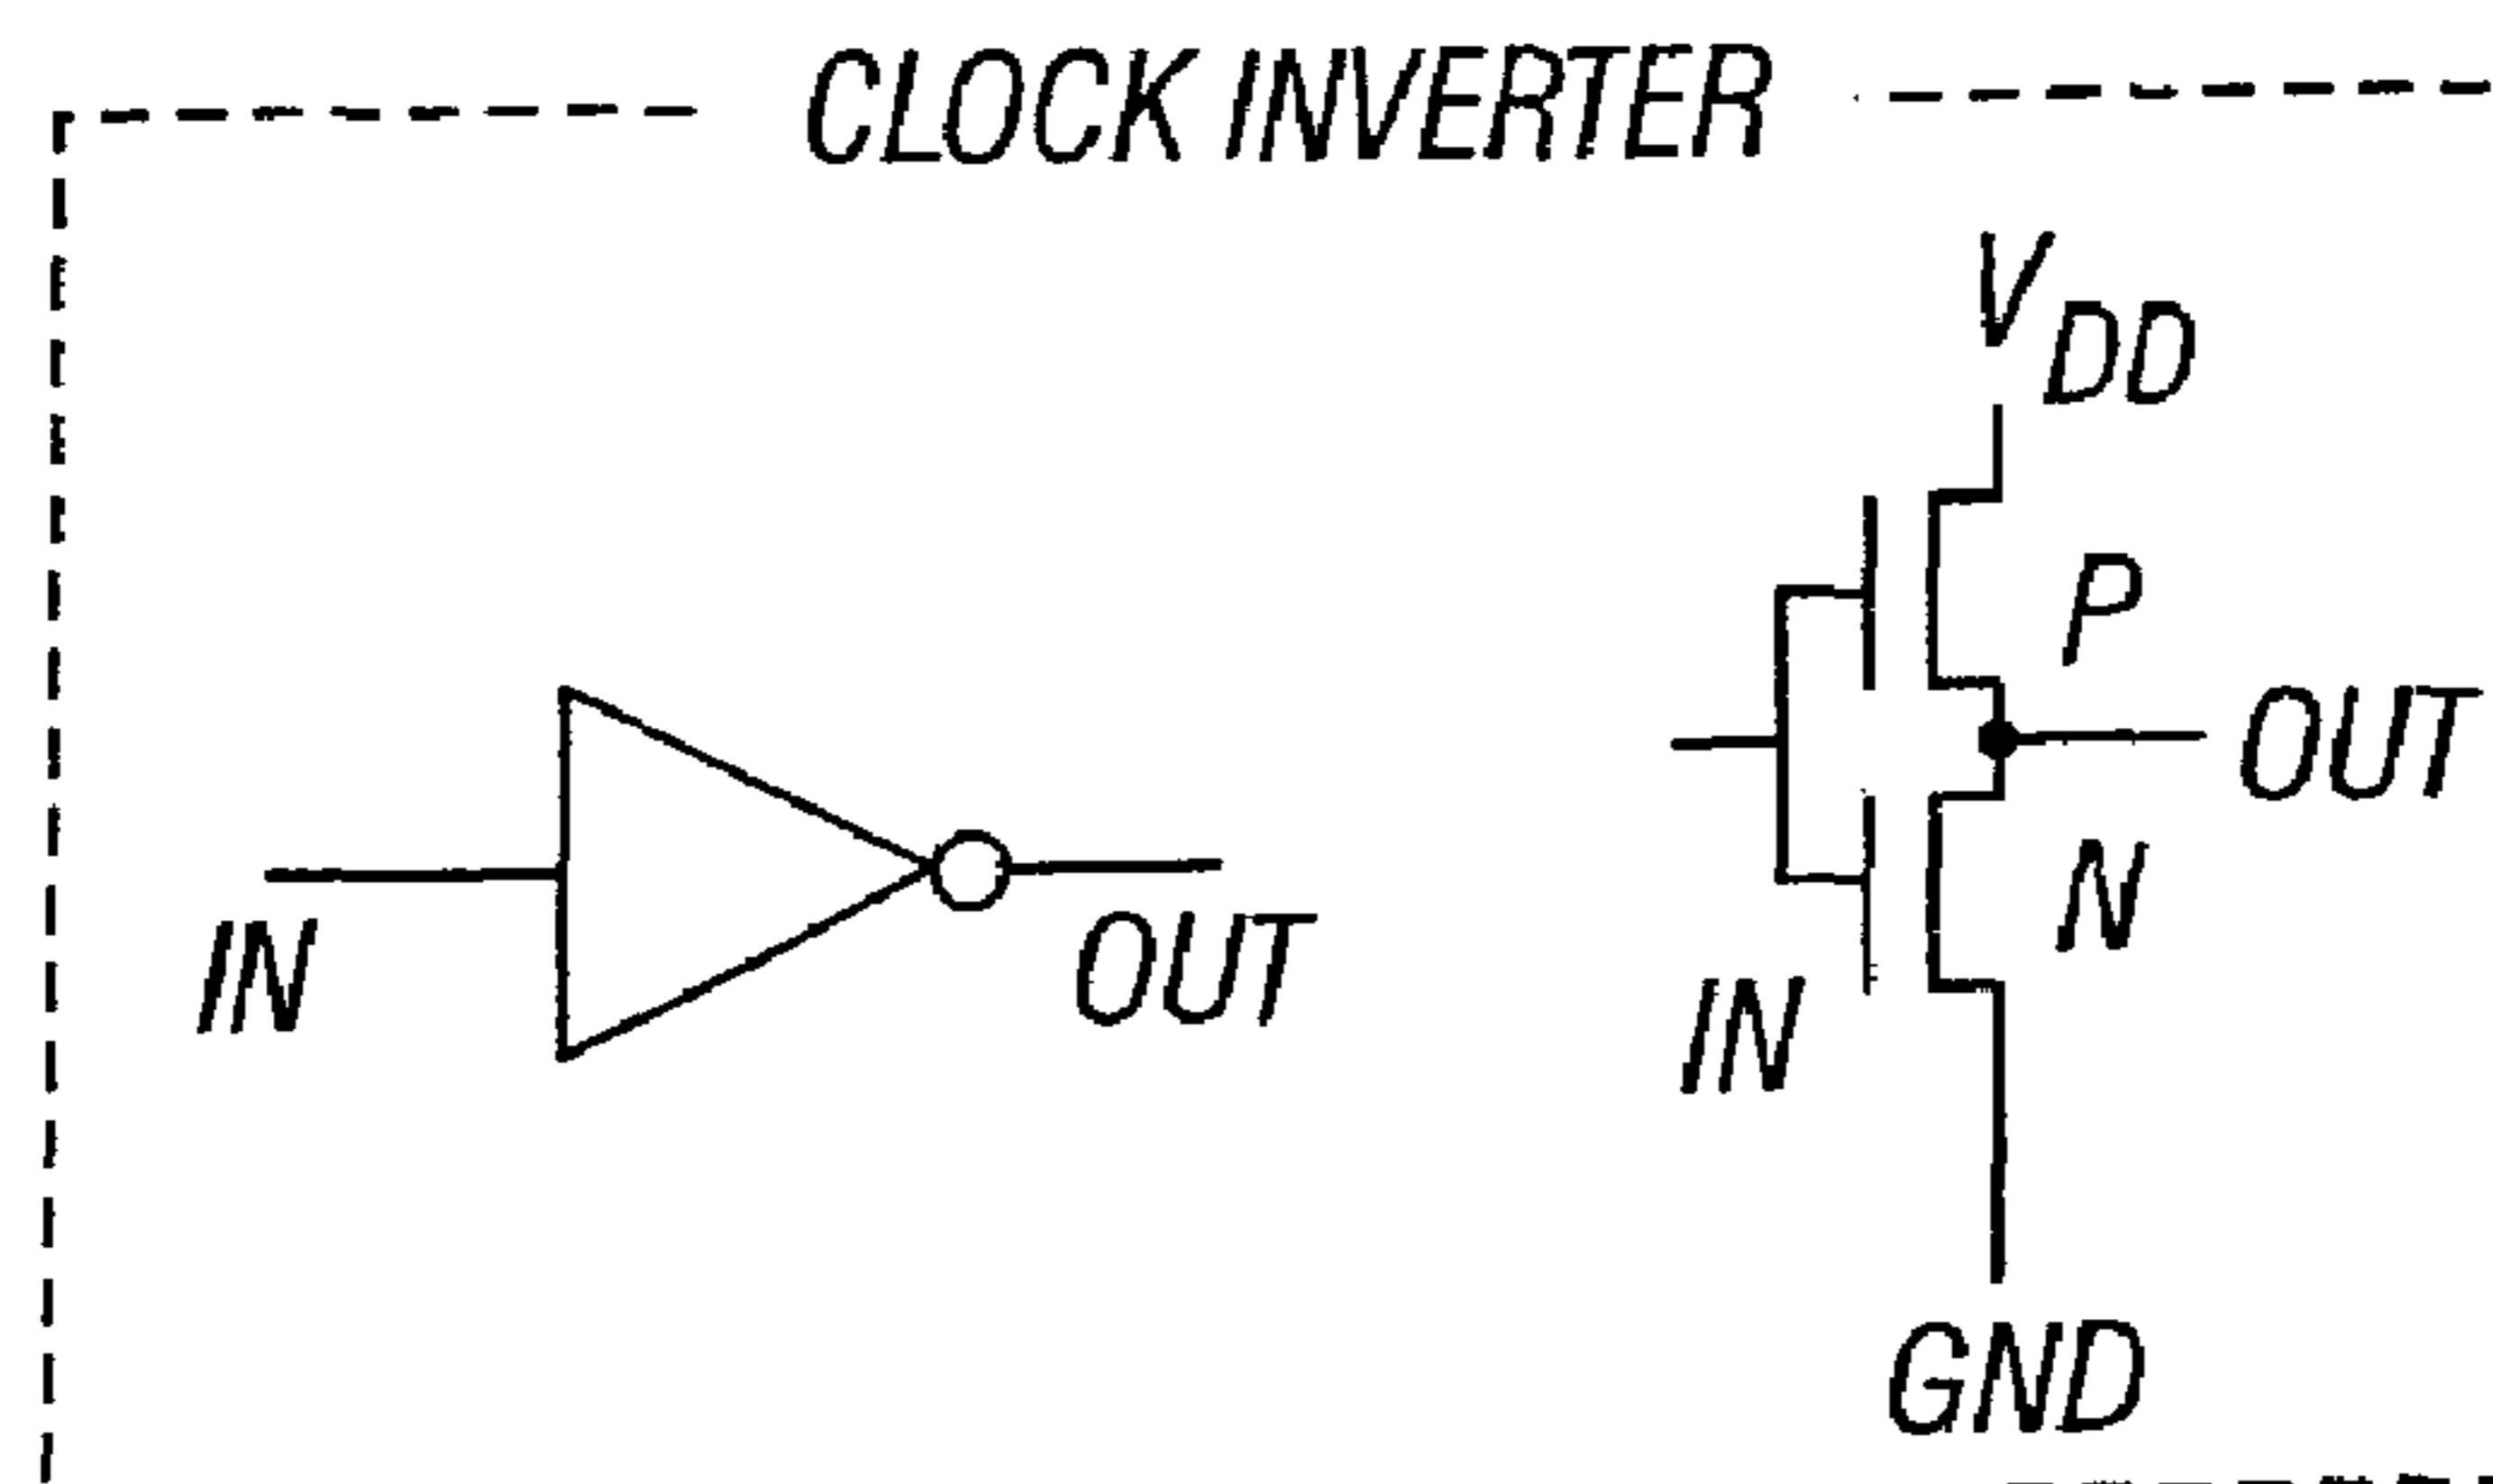 CLOCK INVERTER
VDD
P
OUT
N
IN
OUT
IN
GND